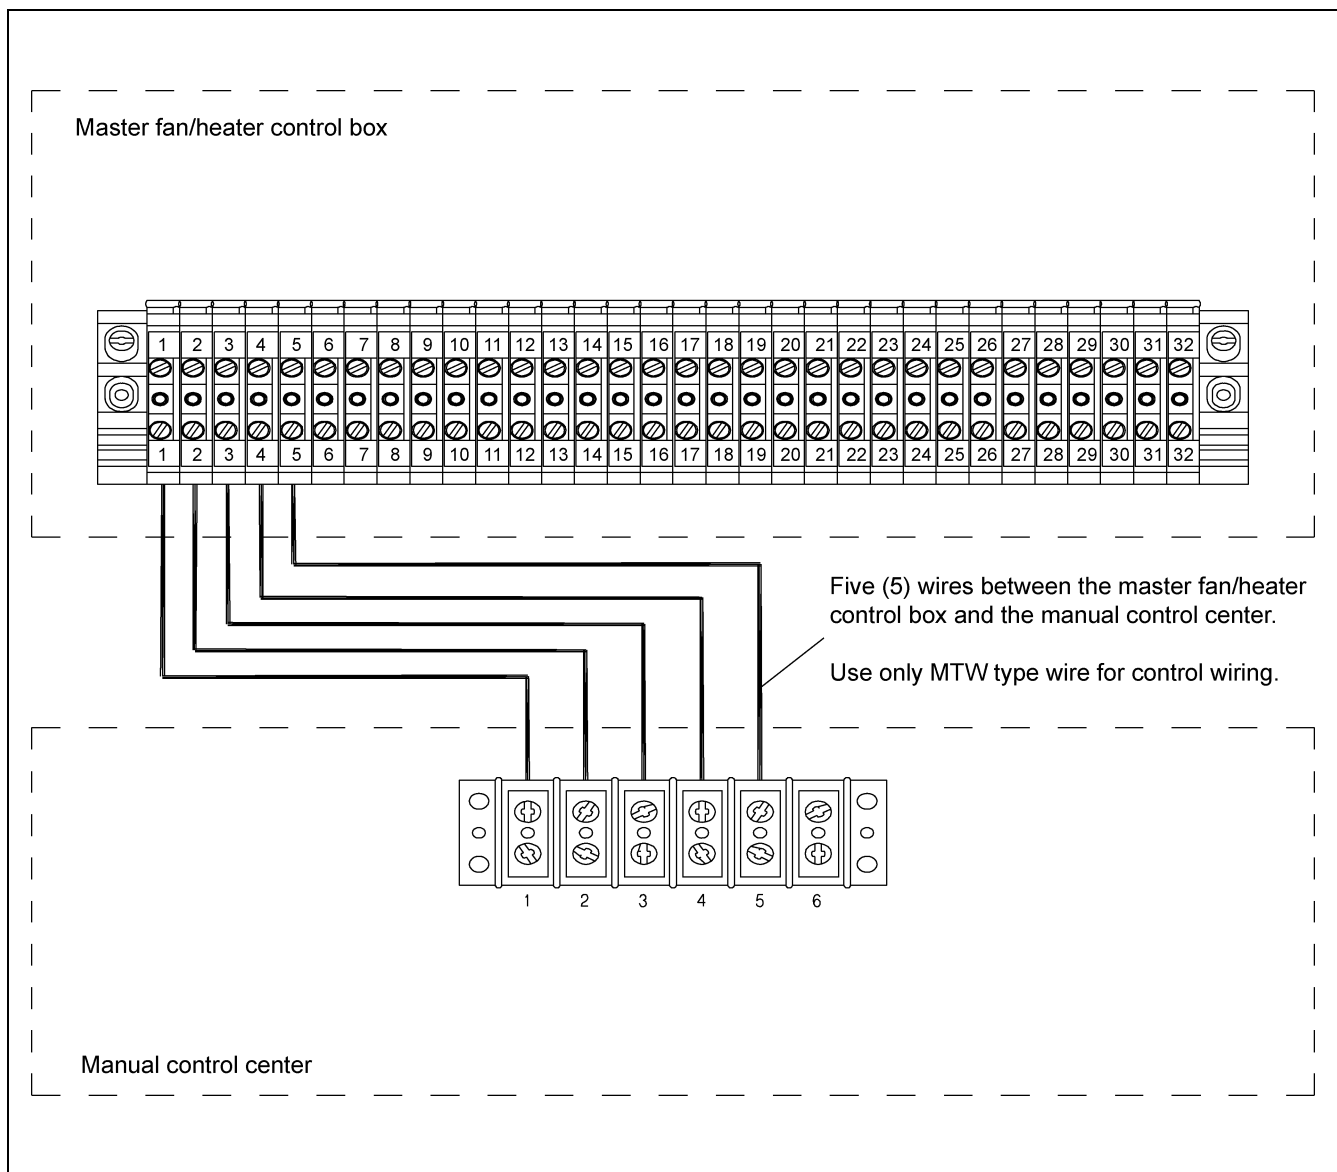 Master fan/heater control box
1 2 3 4 5 6 7 8 9 10 11 12 13 14 15 16 17 18 19 20 21 22 23 24 25 26 27 28 29 30 31 32
1 2 3 4 5 6 7 8 9 10 11 12 13 14 15 16 17 18 19 20 21 22 23 24 25 26 27 28 29 30 31 32
Five (5) wires between the master fan/heater
control box and the manual control center.
Use only MTW type wire for control wiring.
1 2 3 4 5 6
Manual control center